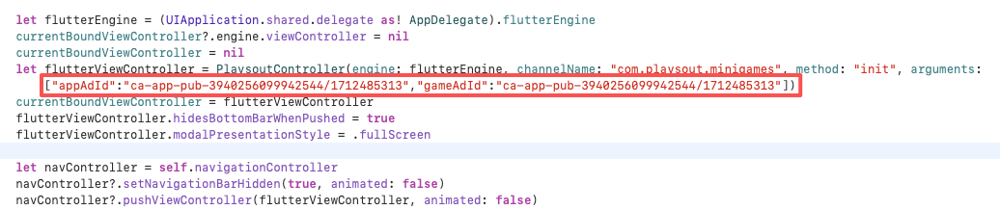 let flutterEngine = (UIApplication.shared.delegate as! AppDelegate).flutterEngine
currentBoundViewController?.engine.viewController = nil
currentBoundViewController = nil
let flutterViewController = PlaysoutController(engine: flutterEngine, channelName: "com.playsout.minigames", method: "init", arguments:
["appAdId":"ca-app-pub-3940256099942544/1712485313","gameAdId":"ca-app-pub-3940256099942544/1712485313"])
currentBoundViewController = flutterViewController
flutterViewController.hidesBottomBarWhenPushed = true
flutterViewController.modalPresentationStyle = .fullScreen
let navController = self.navigationController
navController?.setNavigationBarHidden(true, animated: false)
navController?.pushViewController(flutterViewController, animated: false)